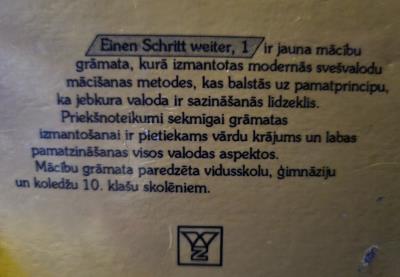 Einen Schritt weiter, 1 ir jauna mācību
grāmata, kurā izmantotas modernās svešvalodu
mācīšanas metodes, kas balstās uz pamatprincipu,
ka jebkura valoda ir sazināšanās līdzeklis.
Priekšnoteikumi sekmīgai grāmatas
izmantošanai ir pietiekams vārdu krājums un labas
pamatzināšanas visos valodas aspektos.
Mācību grāmata paredzēta vidusskolu, ģimnāziju
un koledžu 10. klašu skolēniem.